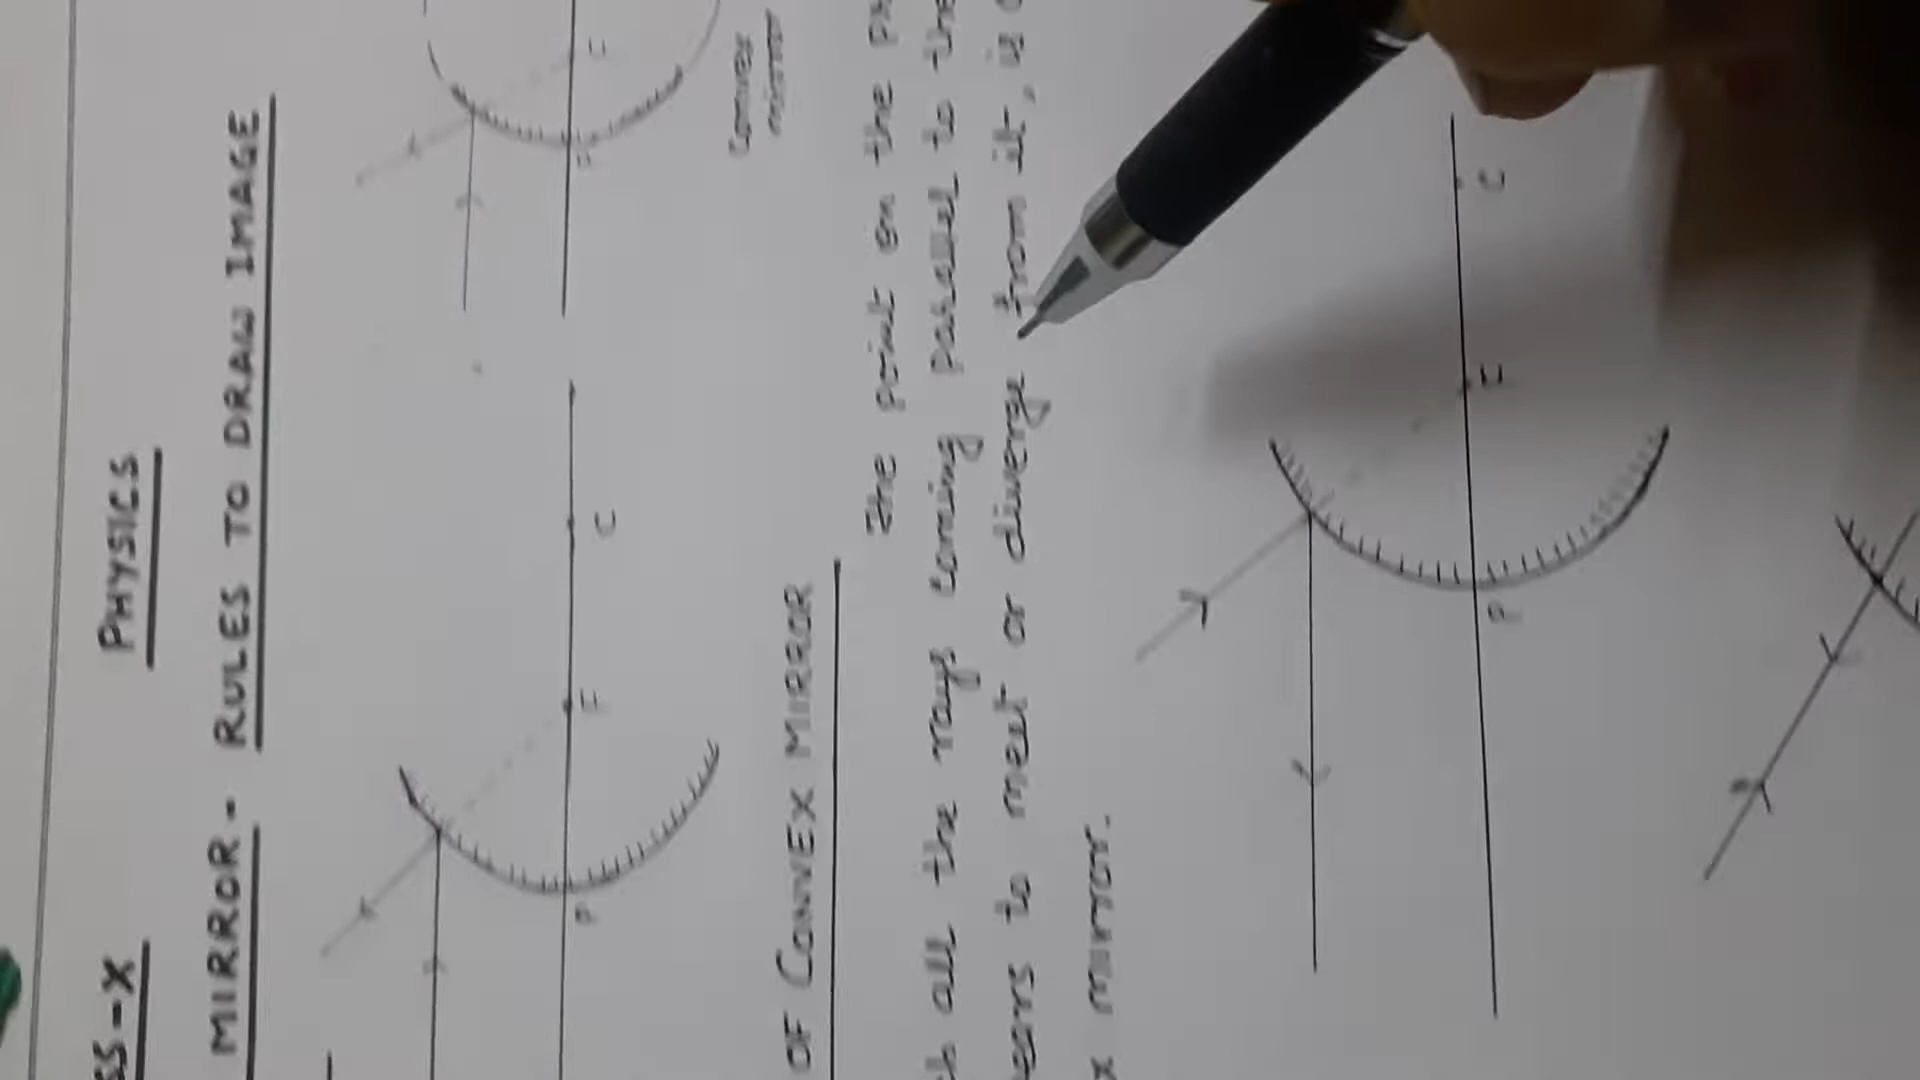 SS-X PHYSICS
MIRROR - RULES TO DRAW IMAGE
P F C
P F
Convex
mirror
OF CONVEX MIRROR
The point on the
all the rays coming parallel to the
to meet or diverge from it, is
x mirror.
P F C